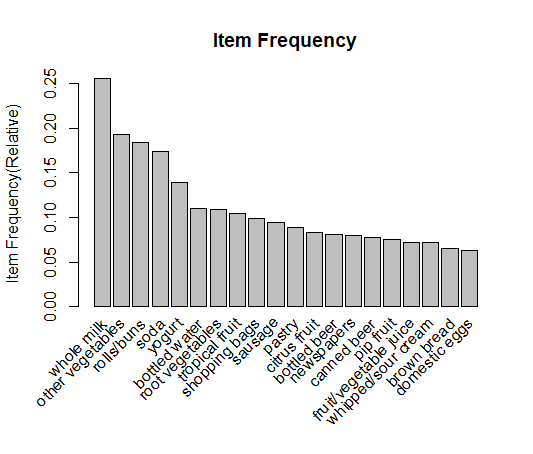 Item Frequency
Item Frequency(Relative)
0.25
0.20
0.15
0.10
0.05
0.00
whole milk
other vegetables
rolls/buns
soda
yogurt
bottled water
root vegetables
tropical fruit
shopping bags
sausage
pastry
citrus fruit
bottled beer
newspapers
canned beer
pip fruit
fruit/vegetable juice
whipped/sour cream
brown bread
domestic eggs